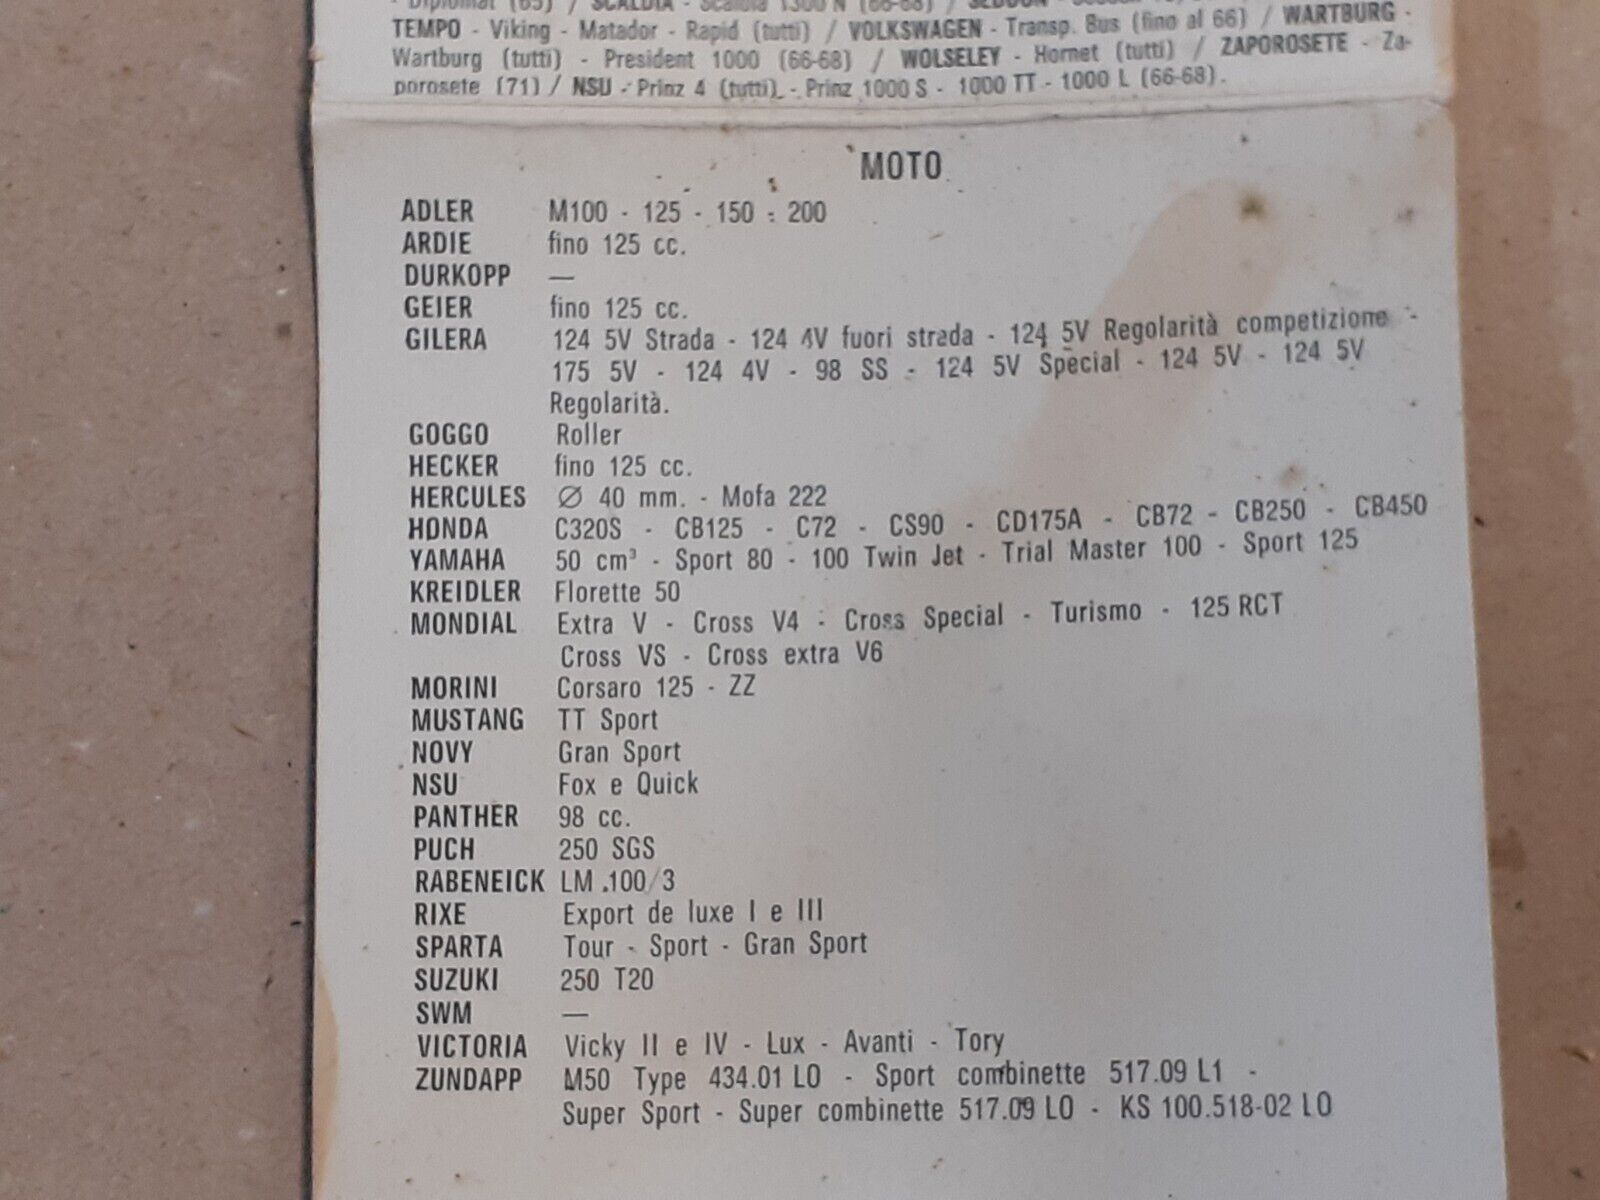 Diplomat (65) / SCALDIA - Scaldia 1300 N (66-68) /
TEMPO - Viking - Matador - Rapid (tutti) / VOLKSWAGEN - Transp. Bus (fino al 66) / WARTBURG -
Wartburg (tutti) - President 1000 (66-68) / WOLSELEY - Hornet (tutti) / ZAPOROSETE - Za-
porosete (71) / NSU - Prinz 4 (tutti) - Prinz 1000 S - 1000 TT - 1000 L (66-68).
MOTO
ADLER M100 - 125 - 150 - 200
ARDIE fino 125 cc.
DURKOPP —
GEIER fino 125 cc.
GILERA 124 5V Strada - 124 4V fuori strada - 124 5V Regolarità competizione -
175 5V - 124 4V - 98 SS - 124 5V Special - 124 5V - 124 5V
Regolarità.
GOGGO Roller
HECKER fino 125 cc.
HERCULES Ø 40 mm. - Mofa 222
HONDA C320S - CB125 - C72 - CS90 - CD175A - CB72 - CB250 - CB450
YAMAHA 50 cm³ - Sport 80 - 100 Twin Jet - Trial Master 100 - Sport 125
KREIDLER Florette 50
MONDIAL Extra V - Cross V4 - Cross Special - Turismo - 125 RCT
Cross VS - Cross extra V6
MORINI Corsaro 125 - ZZ
MUSTANG TT Sport
NOVY Gran Sport
NSU Fox e Quick
PANTHER 98 cc.
PUCH 250 SGS
RABENEICK LM .100/3
RIXE Export de luxe I e III
SPARTA Tour - Sport - Gran Sport
SUZUKI 250 T20
SWM —
VICTORIA Vicky II e IV - Lux - Avanti - Tory
ZUNDAPP M50 Type 434.01 LO - Sport combinette 517.09 L1 -
Super Sport - Super combinette 517.09 LO - KS 100.518-02 LO